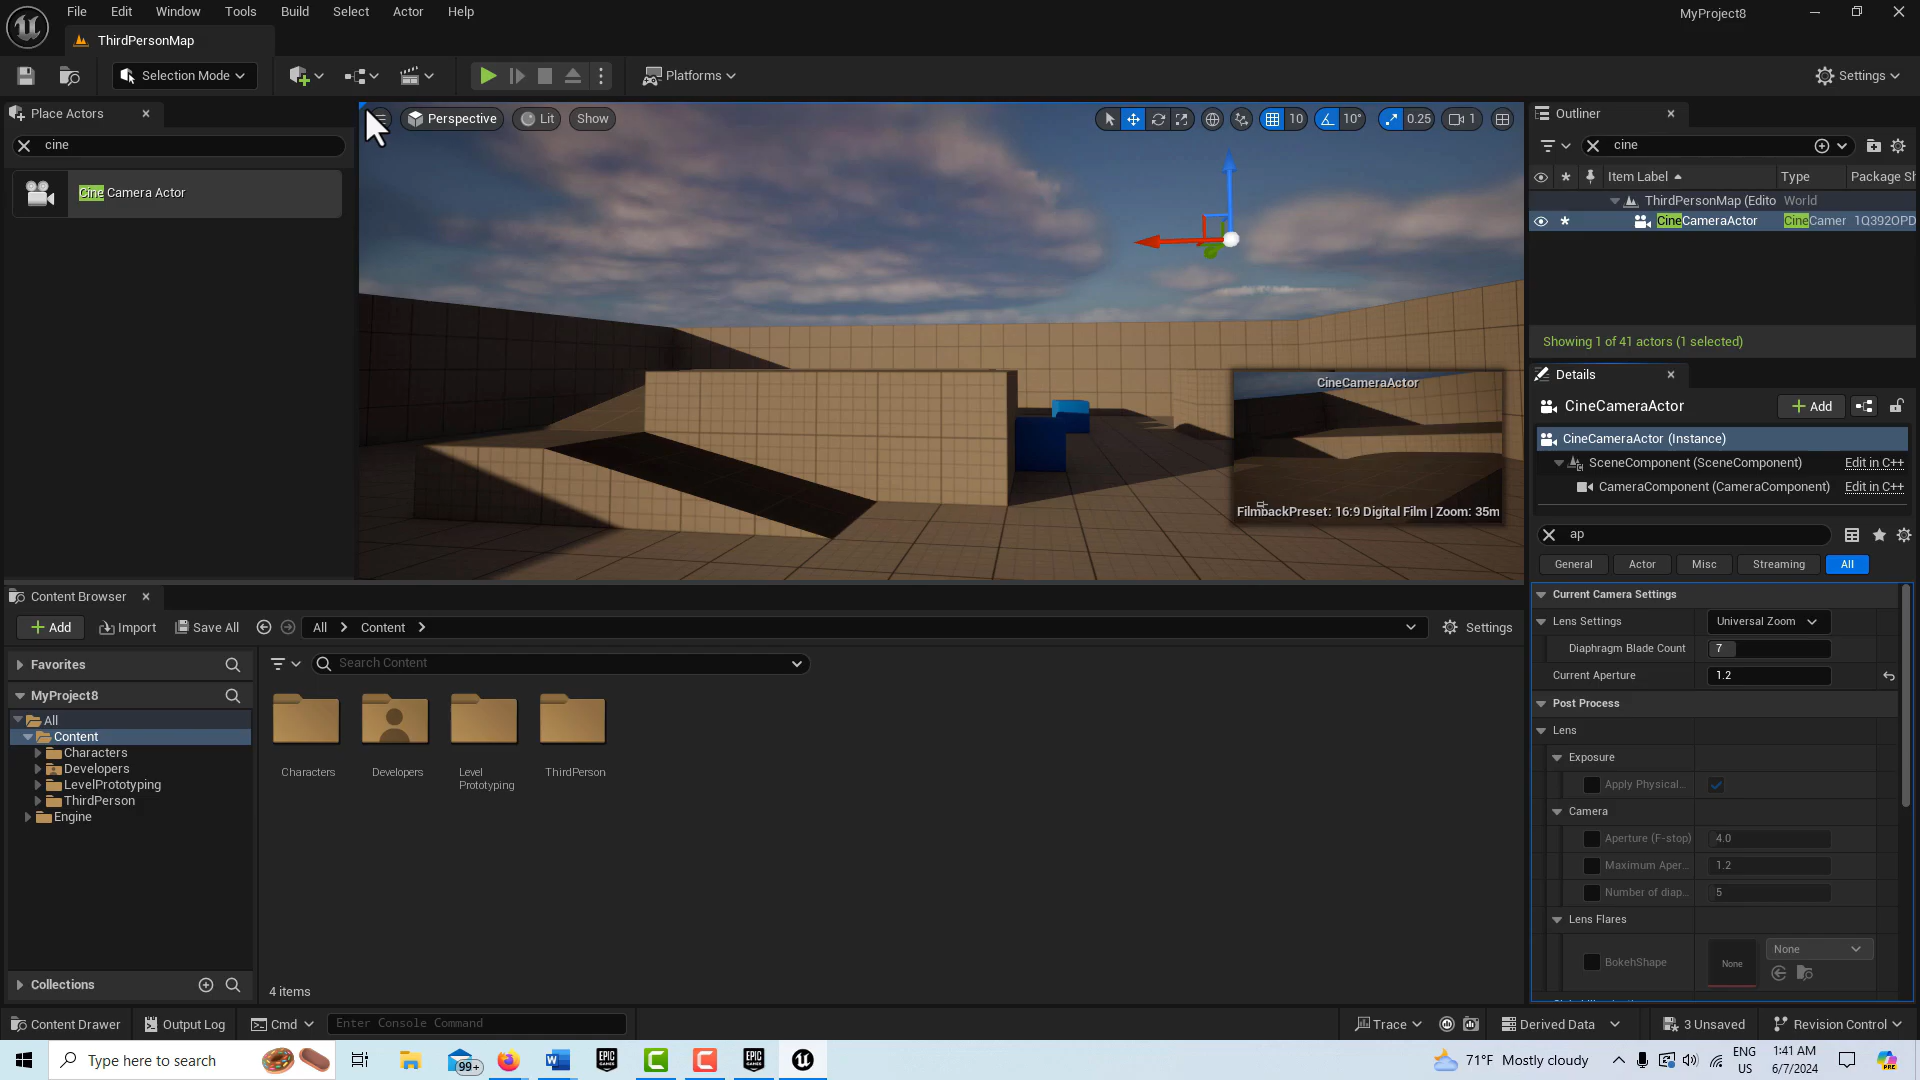 File Edit Window Tools Build Select Actor Help
MyProject8
ThirdPersonMap
Selection Mode
Platforms
Settings
Place Actors
cine
Cine Camera Actor
Perspective
Lit
Show
10
10°
0.25
1
CineCameraActor
FilmbackPreset: 16:9 Digital Film | Zoom: 35m
Outliner
cine
Item Label Type Package Sh
ThirdPersonMap (Edito World
CineCameraActor CineCamer 1Q392OPD
Showing 1 of 41 actors (1 selected)
Details
CineCameraActor
Add
CineCameraActor (Instance)
SceneComponent (SceneComponent) Edit in C++
CameraComponent (CameraComponent) Edit in C++
ap
General Actor Misc Streaming All
Current Camera Settings
Lens Settings Universal Zoom
Diaphragm Blade Count 7
Current Aperture 1.2
Post Process
Lens
Exposure
Apply Physical...
Camera
Aperture (F-stop) 4.0
Maximum Aper... 1.2
Number of diap... 5
Lens Flares
None
BokehShape None
Content Browser
Add Import Save All All Content Settings
Favorites
MyProject8
All
Content
Characters
Developers
LevelPrototyping
ThirdPerson
Engine
Collections
Search Content
Characters
Developers
Level
Prototyping
ThirdPerson
4 items
Content Drawer Output Log Cmd Enter Console Command
Trace Derived Data 3 Unsaved Revision Control
Type here to search
99+
71°F Mostly cloudy
ENG
US
1:41 AM
6/7/2024